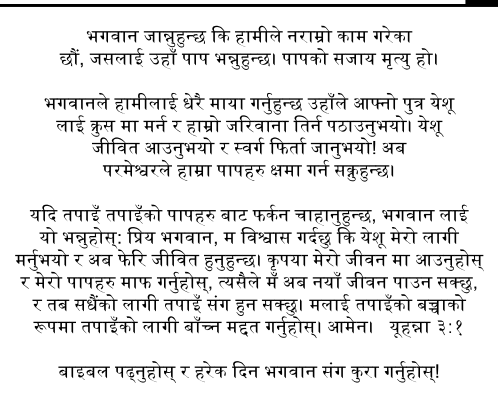 भगवान जान्नुहुन्छ कि हामीले नराम्रो काम गरेका
छौं, जसलाई उहाँ पाप भन्नुहुन्छ। पापको सजाय मृत्यु हो।
भगवानले हामीलाई धेरै माया गर्नुहुन्छ उहाँले आफ्नो पुत्र येशू
लाई क्रुस मा मर्न र हाम्रो जरिवाना तिर्न पठाउनुभयो। येशू
जीवित आउनुभयो र स्वर्ग फिर्ता जानुभयो! अब
परमेश्वरले हाम्रा पापहरु क्षमा गर्न सक्नुहुन्छ।
यदि तपाइँ तपाइँको पापहरु बाट फर्कन चाहानुहुन्छ, भगवान लाई
यो भन्नुहोस्: प्रिय भगवान, म विश्वास गर्दछु कि येशू मेरो लागी
मर्नुभयो र अब फेरि जीवित हुनुहुन्छ। कृपया मेरो जीवन मा आउनुहोस्
र मेरो पापहरु माफ गर्नुहोस्, त्यसैले मँ अब नयाँ जीवन पाउन सक्छु,
र तब सधैंको लागी तपाइँ संग हुन सक्छु। मलाई तपाइँको बच्चाको
रूपमा तपाइँको लागी बाँच्न मद्दत गर्नुहोस्। आमेन। यूहन्ना ३:१
बाइबल पढ्नुहोस् र हरेक दिन भगवान संग कुरा गर्नुहोस्!